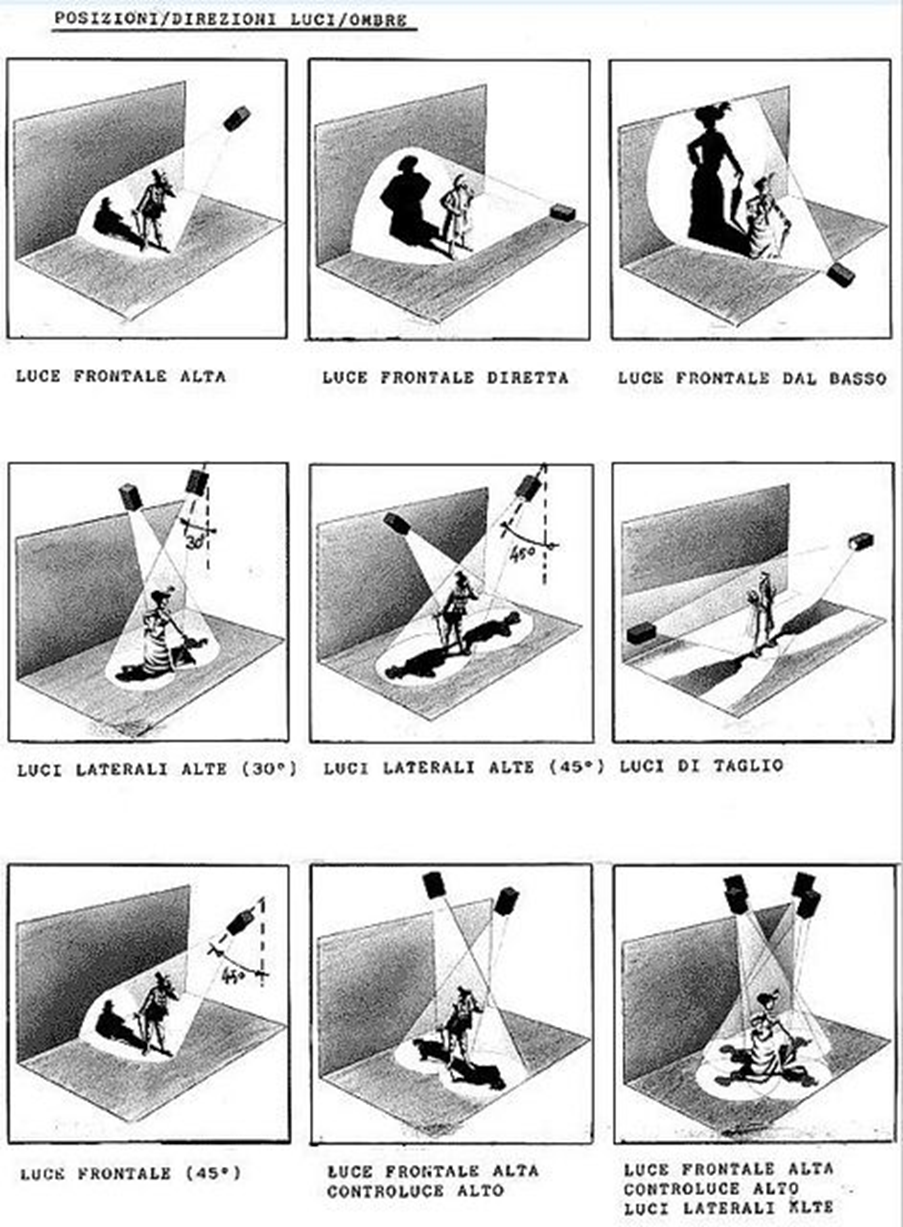 POSIZIONI/DIREZIONI LUCI/OMBRE
LUCE FRONTALE ALTA
LUCE FRONTALE DIRETTA
LUCE FRONTALE DAL BASSO
30°
45°
LUCI LATERALI ALTE (30°)
LUCI LATERALI ALTE (45°)
LUCI DI TAGLIO
45°
LUCE FRONTALE (45°)
LUCE FRONTALE ALTA
CONTROLUCE ALTO
LUCE FRONTALE ALTA
CONTROLUCE ALTO
LUCI LATERALI ALTE